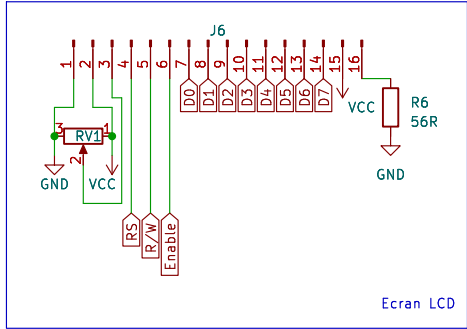 J6
1 2 3 4 5 6 7 8 9 10 11 12 13 14 15 16
D0 D1 D2 D3 D4 D5 D6 D7
VCC
R6
56R
3 RV1 1
2
GND VCC
GND
RS R/W Enable
Ecran LCD